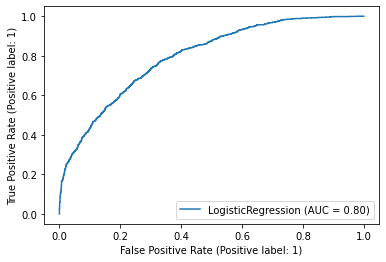 True Positive Rate (Positive label: 1)
1.0
0.8
0.6
0.4
0.2
0.0
LogisticRegression (AUC = 0.80)
0.0 0.2 0.4 0.6 0.8 1.0
False Positive Rate (Positive label: 1)